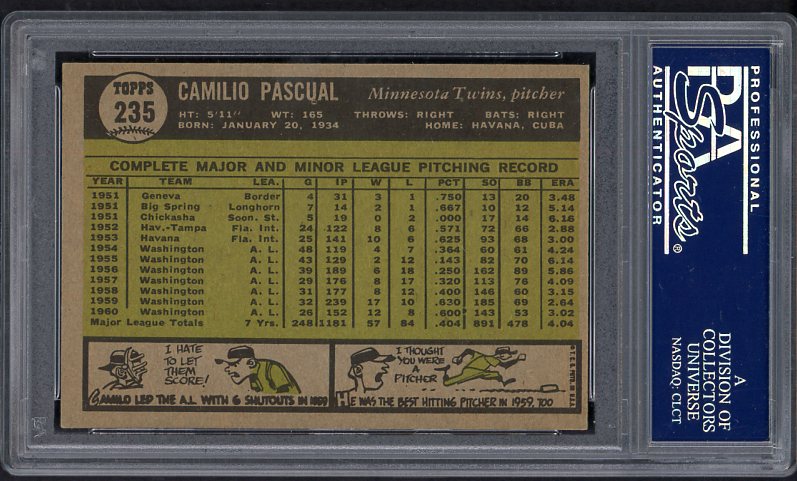 TOPPS
235
CAMILIO PASCUAL Minnesota Twins, pitcher
HT: 5'11" WT: 165 THROWS: RIGHT BATS: RIGHT
BORN: JANUARY 20, 1934 HOME: HAVANA, CUBA
COMPLETE MAJOR AND MINOR LEAGUE PITCHING RECORD
YEAR TEAM LEA. G IP W L PCT SO BB ERA
1951 Geneva Border 4 31 3 1 .750 13 20 3.48
1951 Big Spring Longhorn 7 14 2 1 .667 10 12 5.14
1951 Chickasha Soon. St. 5 19 0 2 .000 17 14 6.16
1952 Hav.-Tampa Fla. Int. 24 122 8 6 .571 72 66 2.88
1953 Havana Fla. Int. 25 141 10 6 .625 93 68 3.00
1954 Washington A. L. 48 119 4 7 .364 60 61 4.24
1955 Washington A. L. 43 129 2 12 .143 82 70 6.14
1956 Washington A. L. 39 189 6 18 .250 162 89 5.86
1957 Washington A. L. 29 176 8 17 .320 113 76 4.09
1958 Washington A. L. 31 177 8 12 .400 146 60 3.15
1959 Washington A. L. 32 239 17 10 .630 185 69 2.64
1960 Washington A. L. 26 152 12 8 .600 143 53 3.02
Major League Totals 7 Yrs. 248 1181 57 84 .404 891 478 4.04
I HATE
TO LET
THEM
SCORE!
CAMILO LED THE A.L. WITH 6 SHUTOUTS IN 1959
I THOUGHT
YOU WERE
A
PITCHER
HE WAS THE BEST HITTING PITCHER IN 1959, TOO
© T.C.G. PRTD. IN U.S.A.
PROFESSIONAL
PSA
Sports
®
AUTHENTICATOR
A
DIVISION OF
COLLECTORS
UNIVERSE
NASDAQ: CLCT